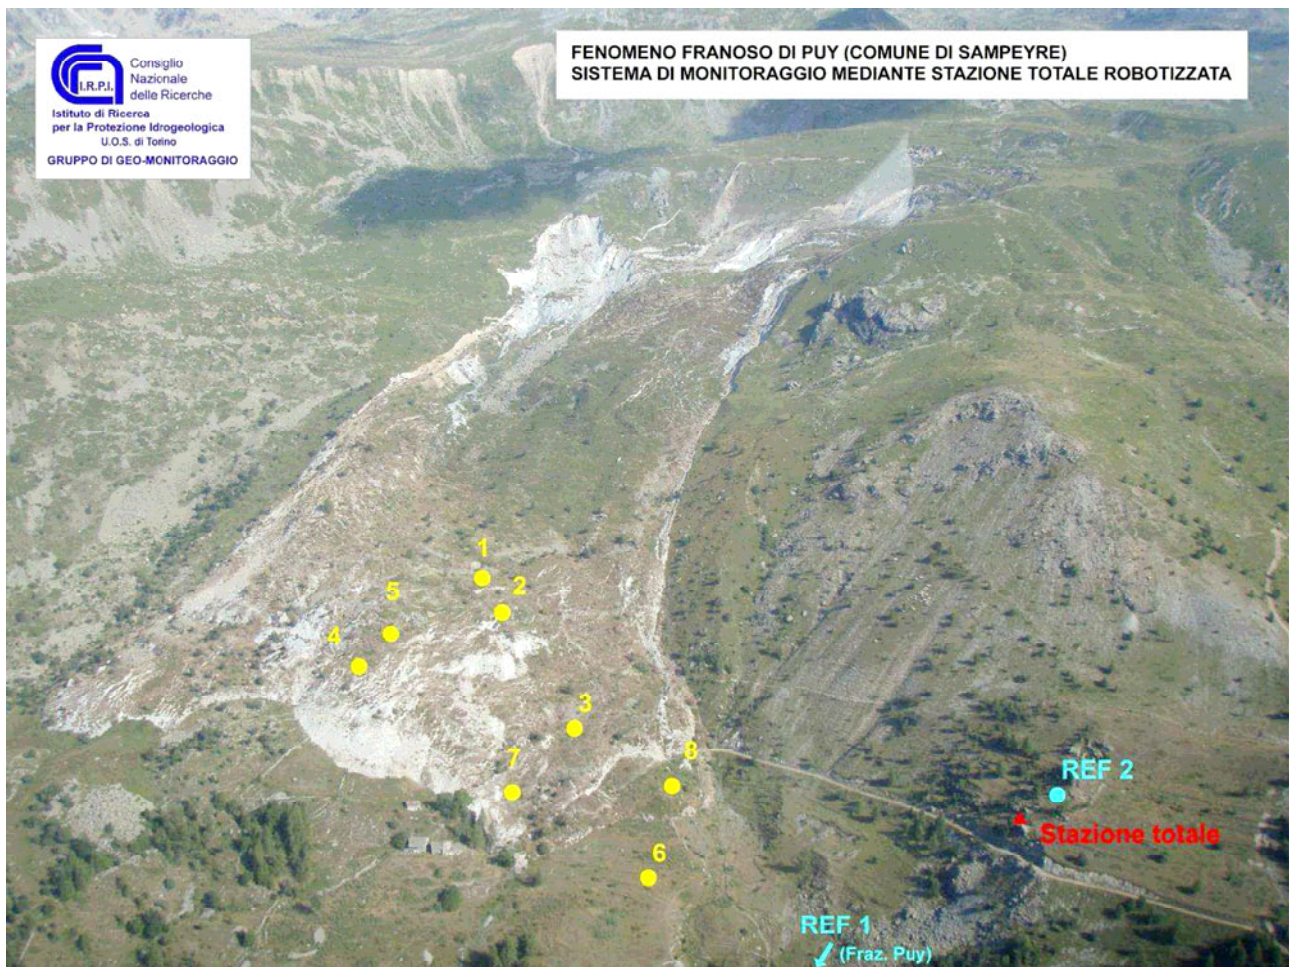 I.R.P.I.
Consiglio
Nazionale
delle Ricerche
Istituto di Ricerca
per la Protezione Idrogeologica
U.O.S. di Torino
GRUPPO DI GEO-MONITORAGGIO
FENOMENO FRANOSO DI PUY (COMUNE DI SAMPEYRE)
SISTEMA DI MONITORAGGIO MEDIANTE STAZIONE TOTALE ROBOTIZZATA
1
2
5
4
3
8
7
REF 2
Stazione totale
6
REF 1
(Fraz. Puy)